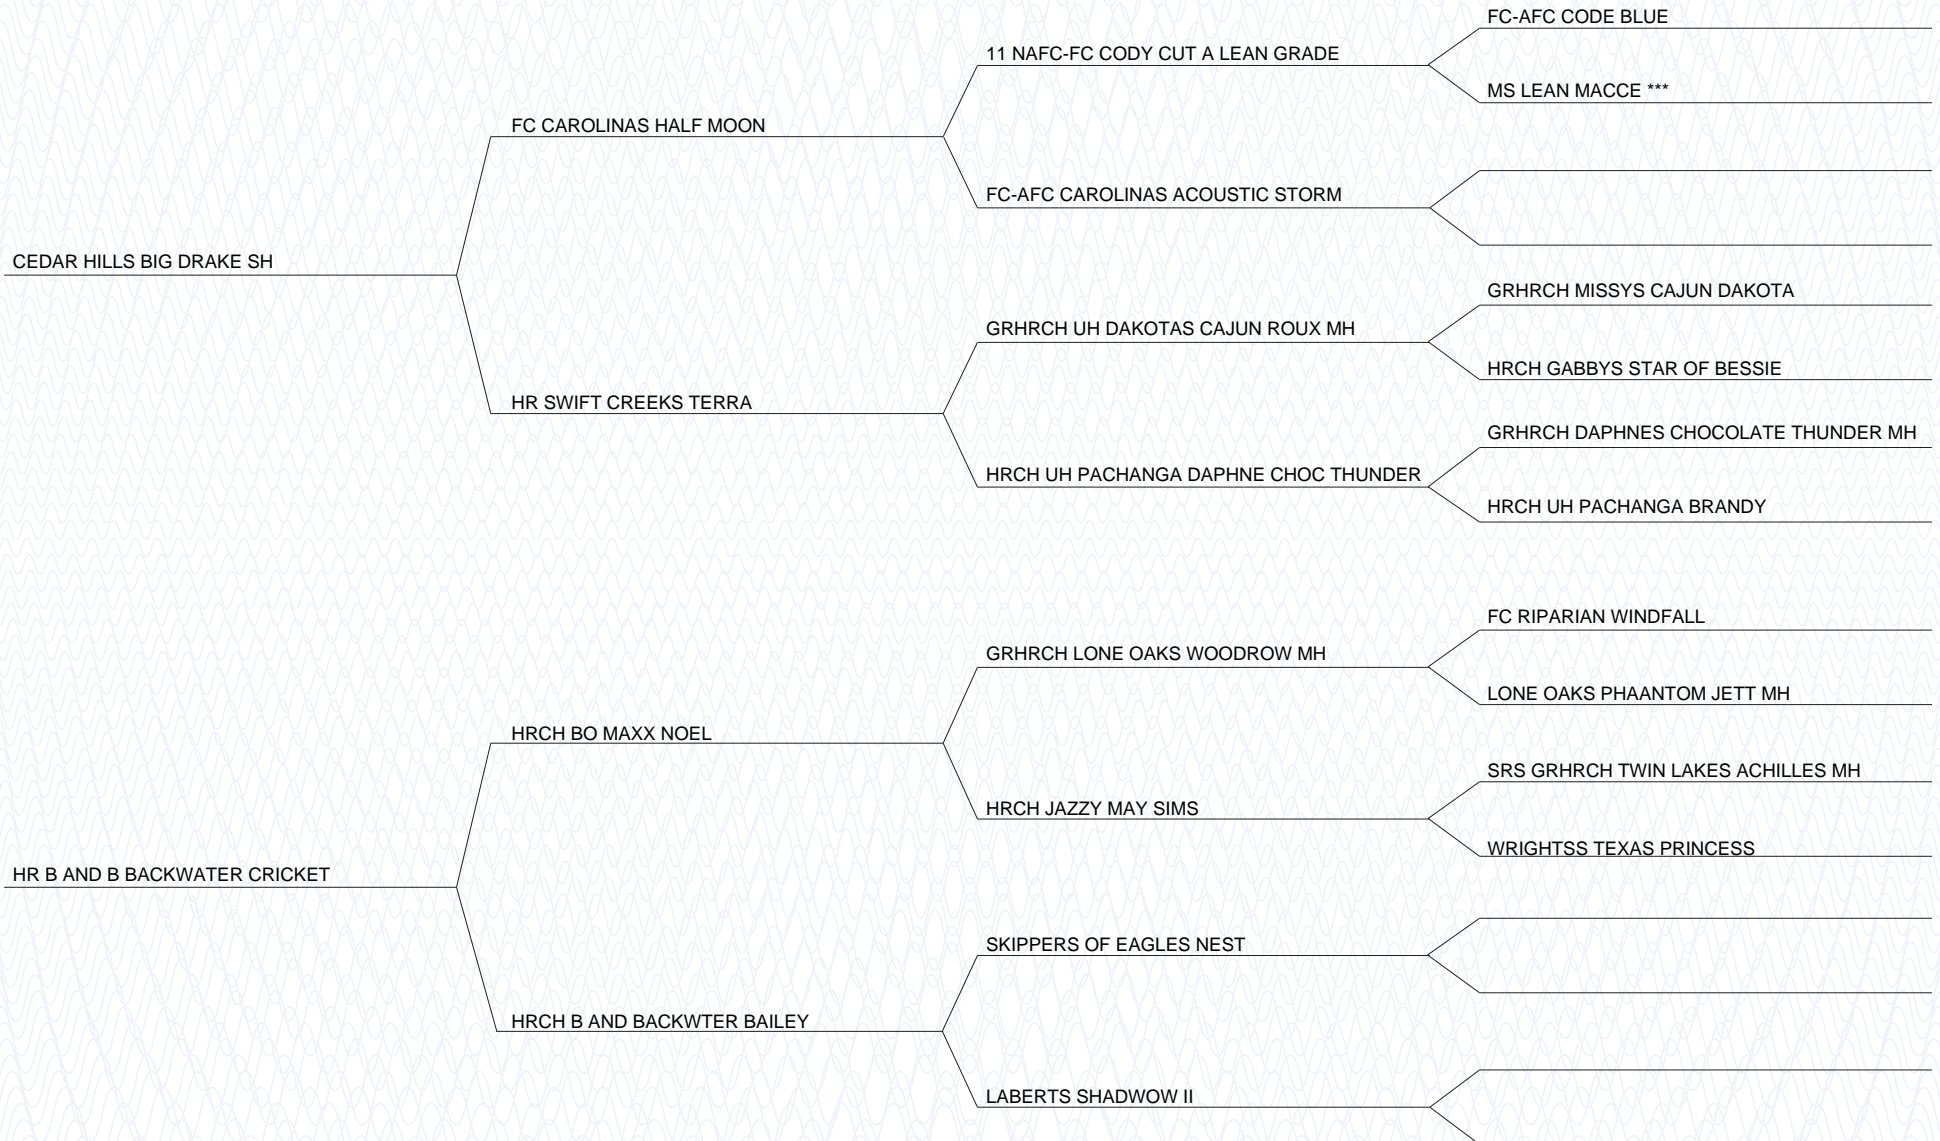 FC-AFC CODE BLUE
11 NAFC-FC CODY CUT A LEAN GRADE
MS LEAN MACCE ***
FC CAROLINAS HALF MOON
FC-AFC CAROLINAS ACOUSTIC STORM
CEDAR HILLS BIG DRAKE SH
GRHRCH MISSYS CAJUN DAKOTA
GRHRCH UH DAKOTAS CAJUN ROUX MH
HRCH GABBYS STAR OF BESSIE
HR SWIFT CREEKS TERRA
GRHRCH DAPHNES CHOCOLATE THUNDER MH
HRCH UH PACHANGA DAPHNE CHOC THUNDER
HRCH UH PACHANGA BRANDY
FC RIPARIAN WINDFALL
GRHRCH LONE OAKS WOODROW MH
LONE OAKS PHAANTOM JETT MH
HRCH BO MAXX NOEL
SRS GRHRCH TWIN LAKES ACHILLES MH
HRCH JAZZY MAY SIMS
WRIGHTSS TEXAS PRINCESS
HR B AND B BACKWATER CRICKET
SKIPPERS OF EAGLES NEST
HRCH B AND BACKWTER BAILEY
LABERTS SHADWOW II